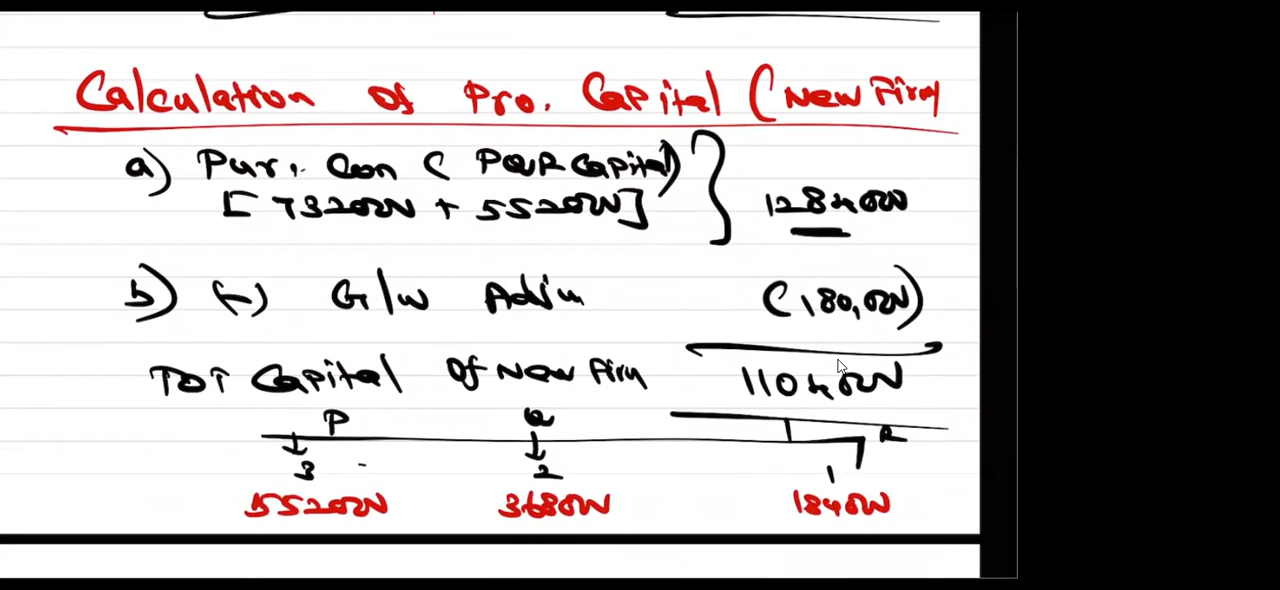 Calculation of Pro. Capital (New Firm
a) Pur. Con ( PQR Capital)
[ 732000 + 552000 ] } 1284000
b) (-) G/w Adju (180,000)
TOT Capital Of New Firm 1104000
P Q R
3 2 1
552000 368000 184000